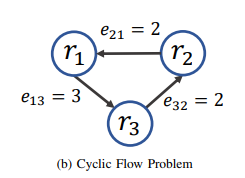 e₂₁ = 2
r₁ r₂
e₁₃ = 3 e₃₂ = 2
r₃
(b) Cyclic Flow Problem